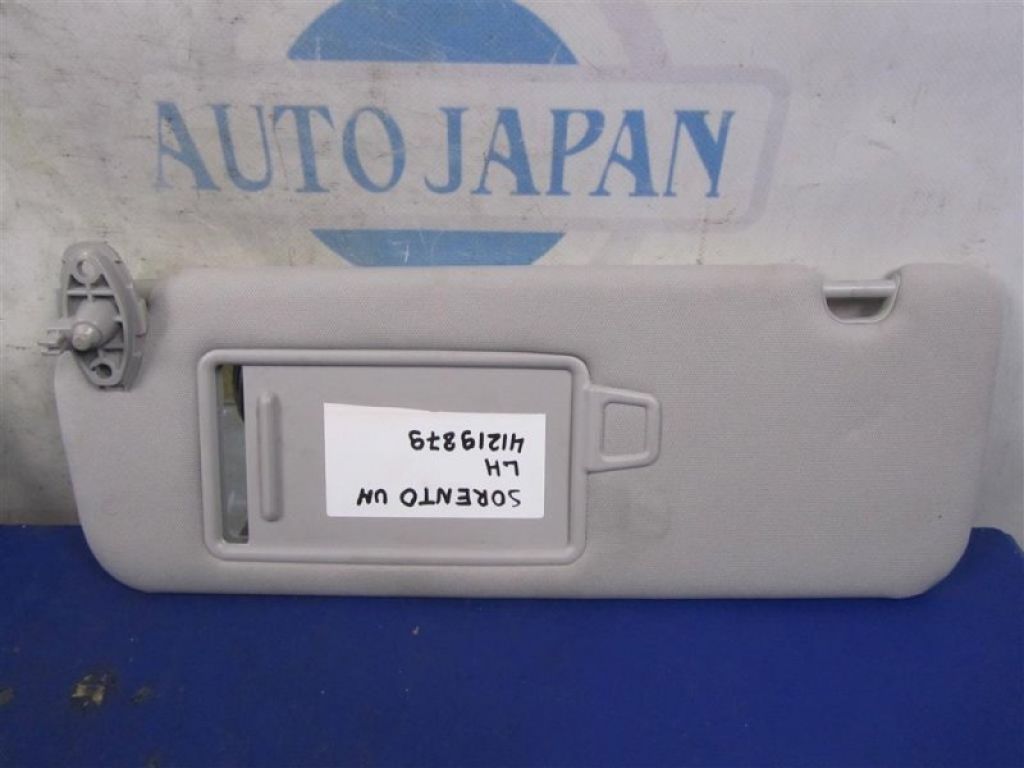 AUTO JAPAN
SORENTO UM
LH
41219879